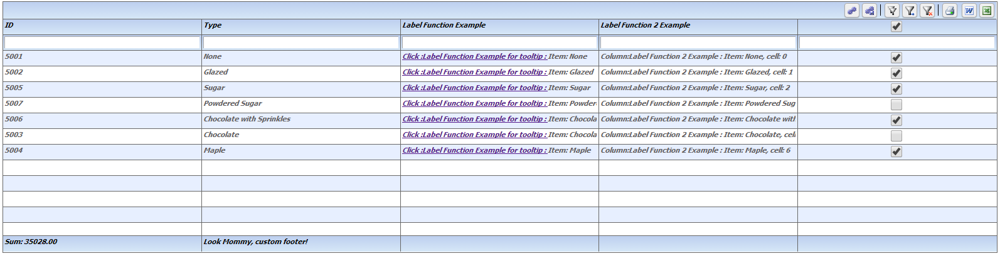 ID Type Label Function Example Label Function 2 Example
5001 None Click :Label Function Example for tooltip : Item: None Column:Label Function 2 Example : Item: None, cell: 0
5002 Glazed Click :Label Function Example for tooltip : Item: Glazed Column:Label Function 2 Example : Item: Glazed, cell: 1
5005 Sugar Click :Label Function Example for tooltip : Item: Sugar Column:Label Function 2 Example : Item: Sugar, cell: 2
5007 Powdered Sugar Click :Label Function Example for tooltip : Item: Powder Column:Label Function 2 Example : Item: Powdered Sug
5006 Chocolate with Sprinkles Click :Label Function Example for tooltip : Item: Chocola Column:Label Function 2 Example : Item: Chocolate with
5003 Chocolate Click :Label Function Example for tooltip : Item: Chocola Column:Label Function 2 Example : Item: Chocolate, cell
5004 Maple Click :Label Function Example for tooltip : Item: Maple Column:Label Function 2 Example : Item: Maple, cell: 6
Sum: 35028.00 Look Mommy, custom footer!